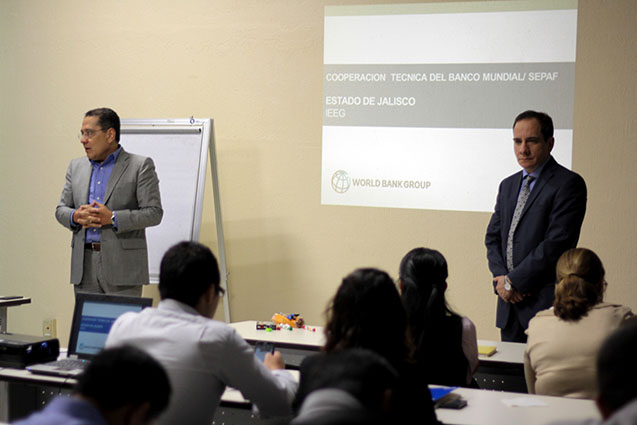 COOPERACION TECNICA DEL BANCO MUNDIAL/ SEPAF
ESTADO DE JALISCO
IEEG
WORLD BANK GROUP